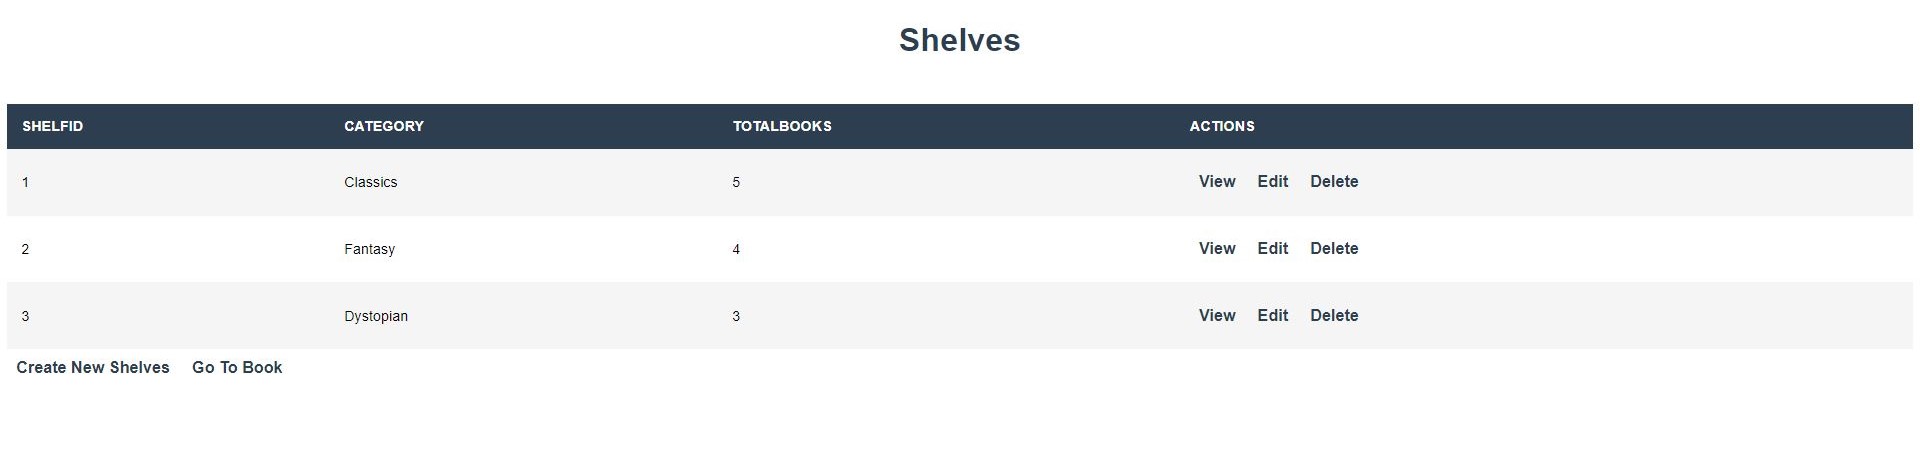 Shelves
SHELFID CATEGORY TOTALBOOKS ACTIONS
1 Classics 5 View Edit Delete
2 Fantasy 4 View Edit Delete
3 Dystopian 3 View Edit Delete
Create New Shelves Go To Book